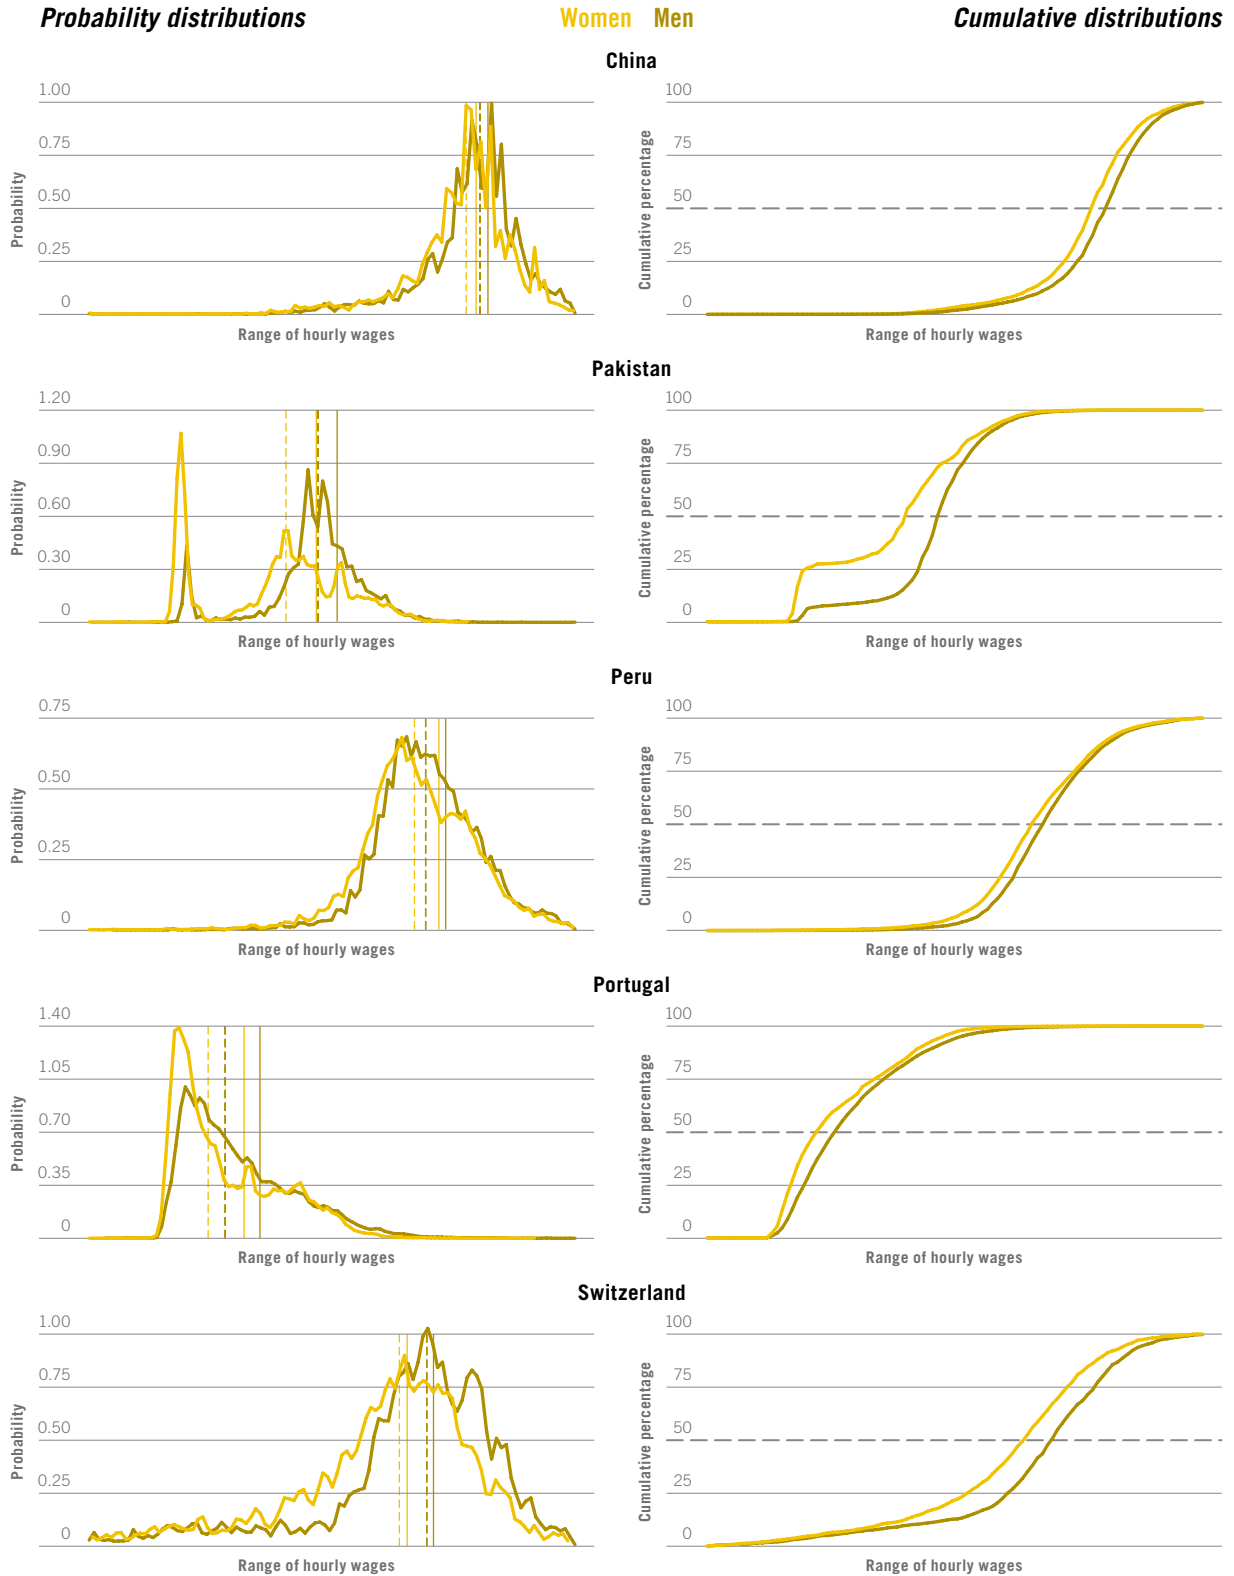 Probability distributions Women Men Cumulative distributions
China
1.00
0.75
0.50
0.25
0
Probability
Range of hourly wages
100
75
50
25
0
Cumulative percentage
Range of hourly wages
Pakistan
1.20
0.90
0.60
0.30
0
Probability
Range of hourly wages
100
75
50
25
0
Cumulative percentage
Range of hourly wages
Peru
0.75
0.50
0.25
0
Probability
Range of hourly wages
100
75
50
25
0
Cumulative percentage
Range of hourly wages
Portugal
1.40
1.05
0.70
0.35
0
Probability
Range of hourly wages
100
75
50
25
0
Cumulative percentage
Range of hourly wages
Switzerland
1.00
0.75
0.50
0.25
0
Probability
Range of hourly wages
100
75
50
25
0
Cumulative percentage
Range of hourly wages